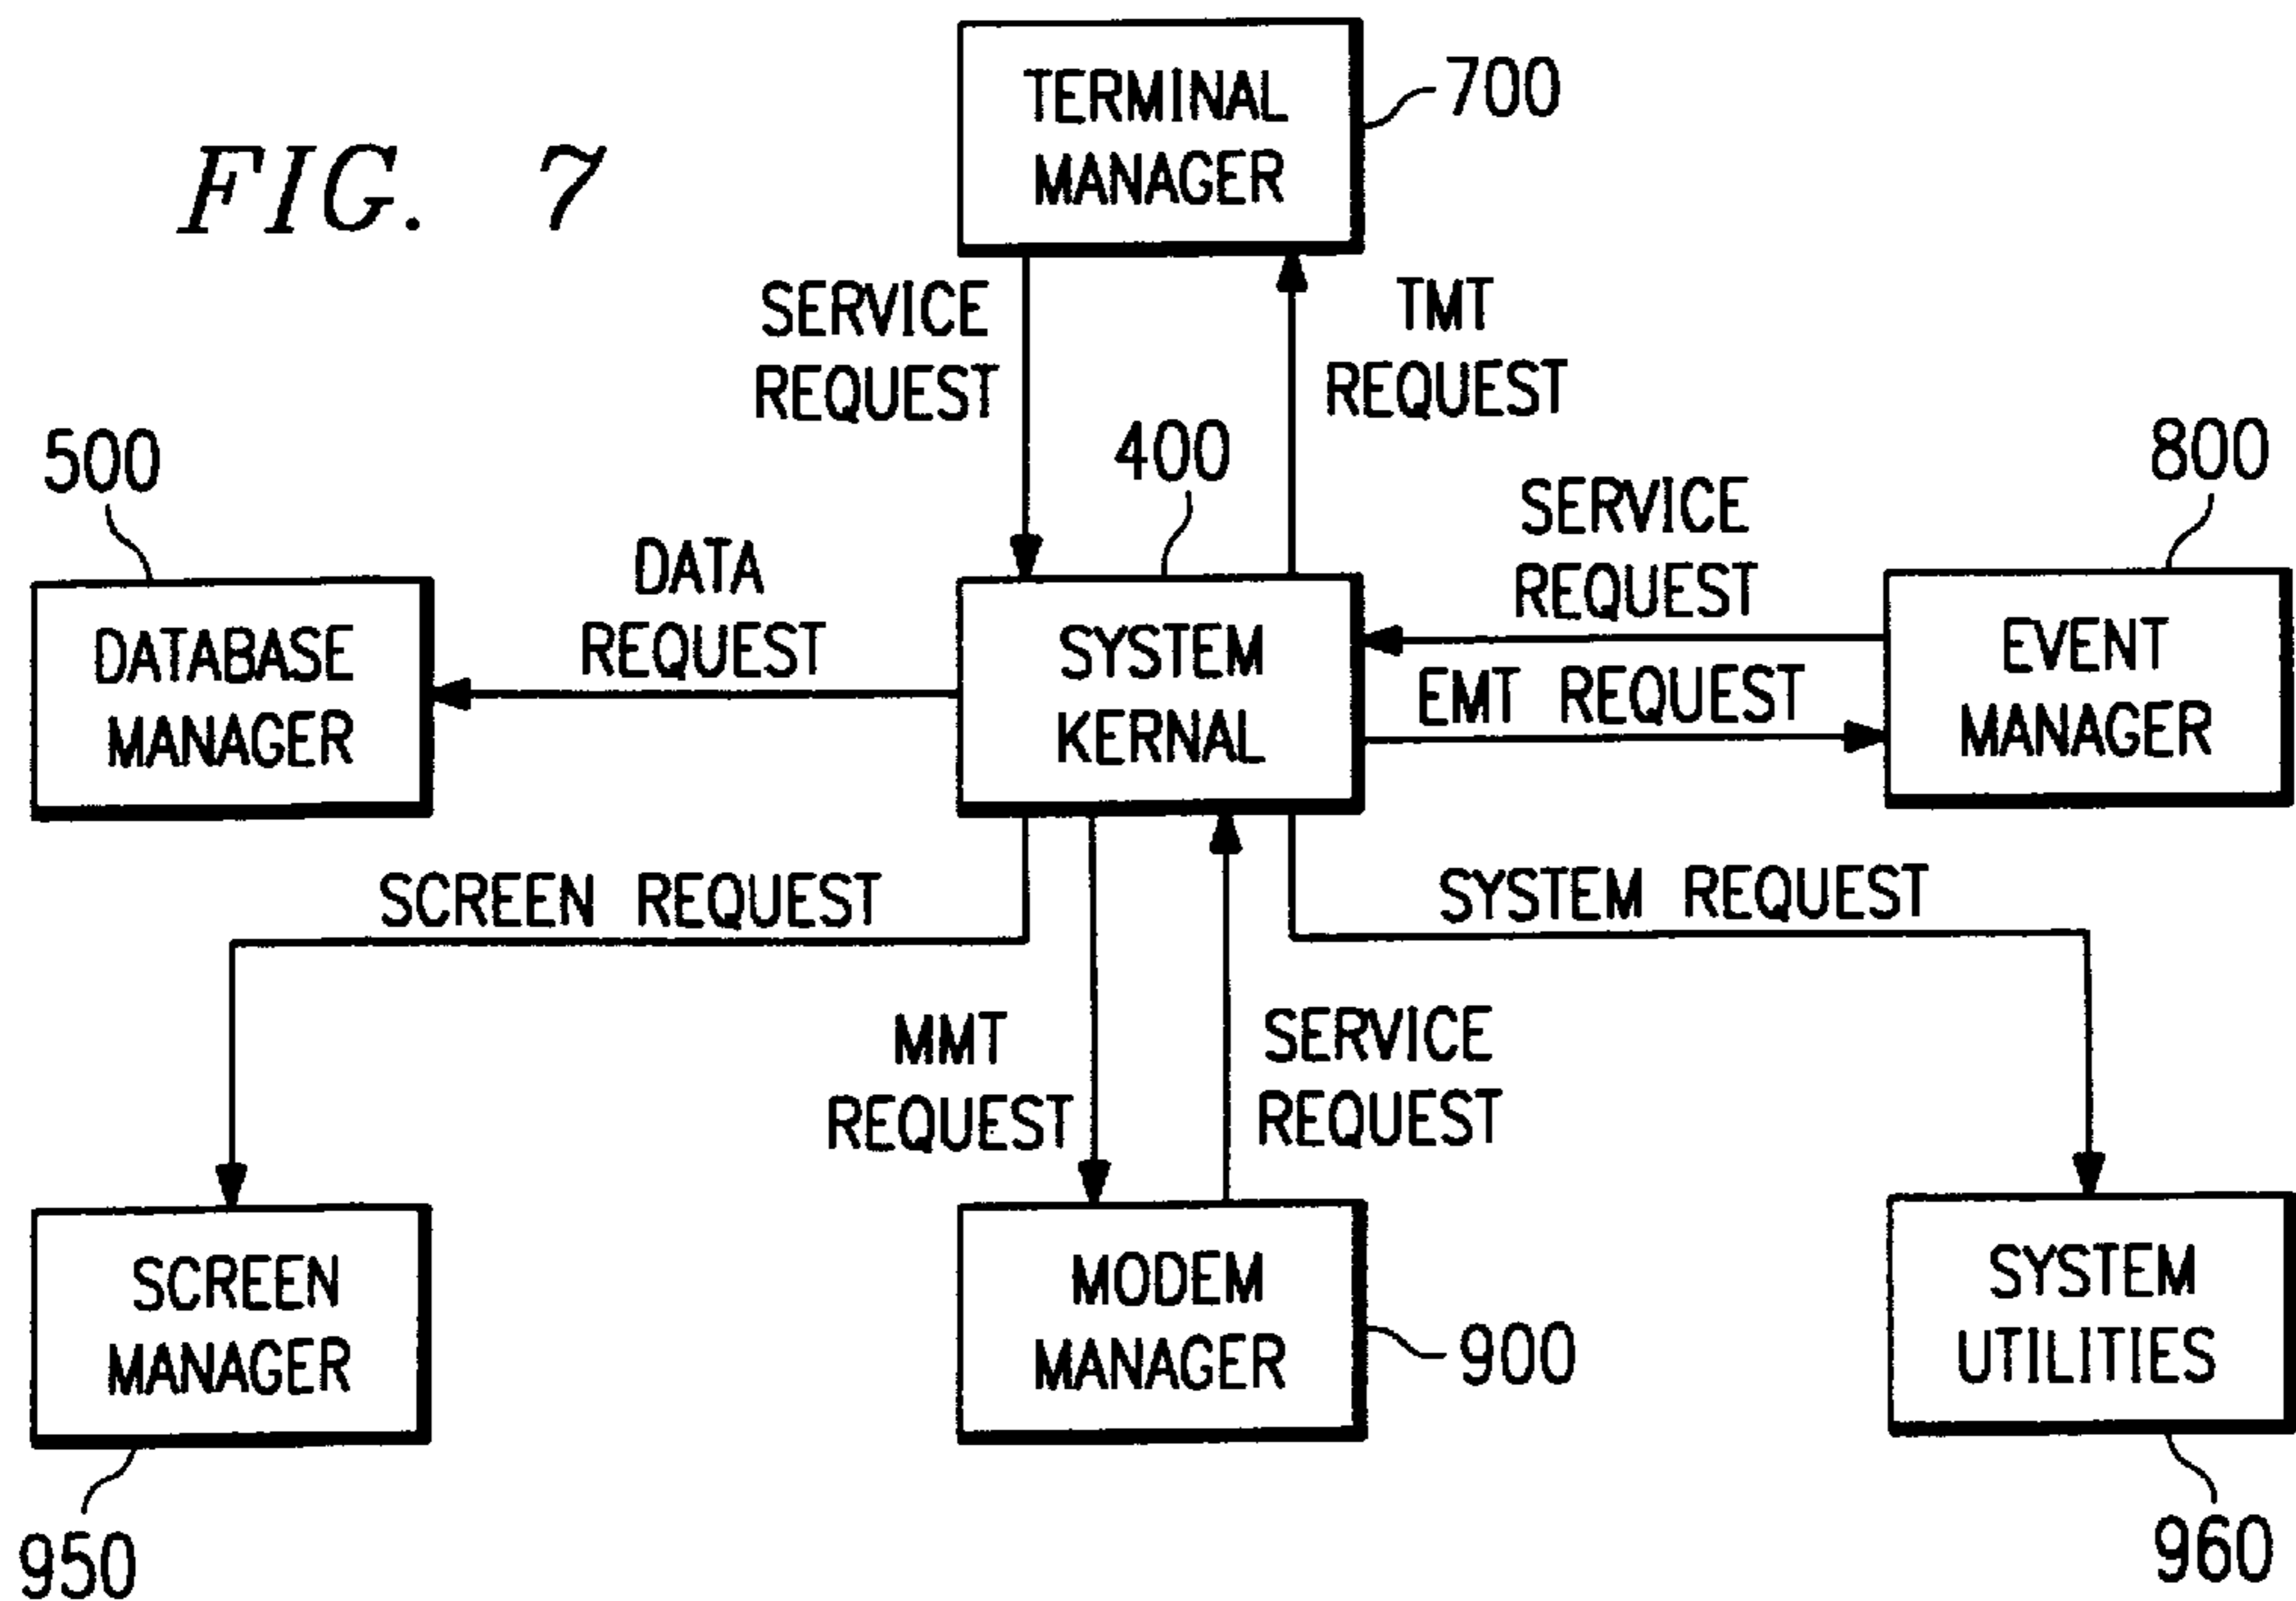 FIG. 7
TERMINAL
MANAGER
700
SERVICE
REQUEST
TMT
REQUEST
500
400
800
DATABASE
MANAGER
DATA
REQUEST
SYSTEM
KERNAL
SERVICE
REQUEST
EMT REQUEST
EVENT
MANAGER
SCREEN REQUEST
SYSTEM REQUEST
MMT
REQUEST
SERVICE
REQUEST
SCREEN
MANAGER
950
MODEM
MANAGER
900
SYSTEM
UTILITIES
960